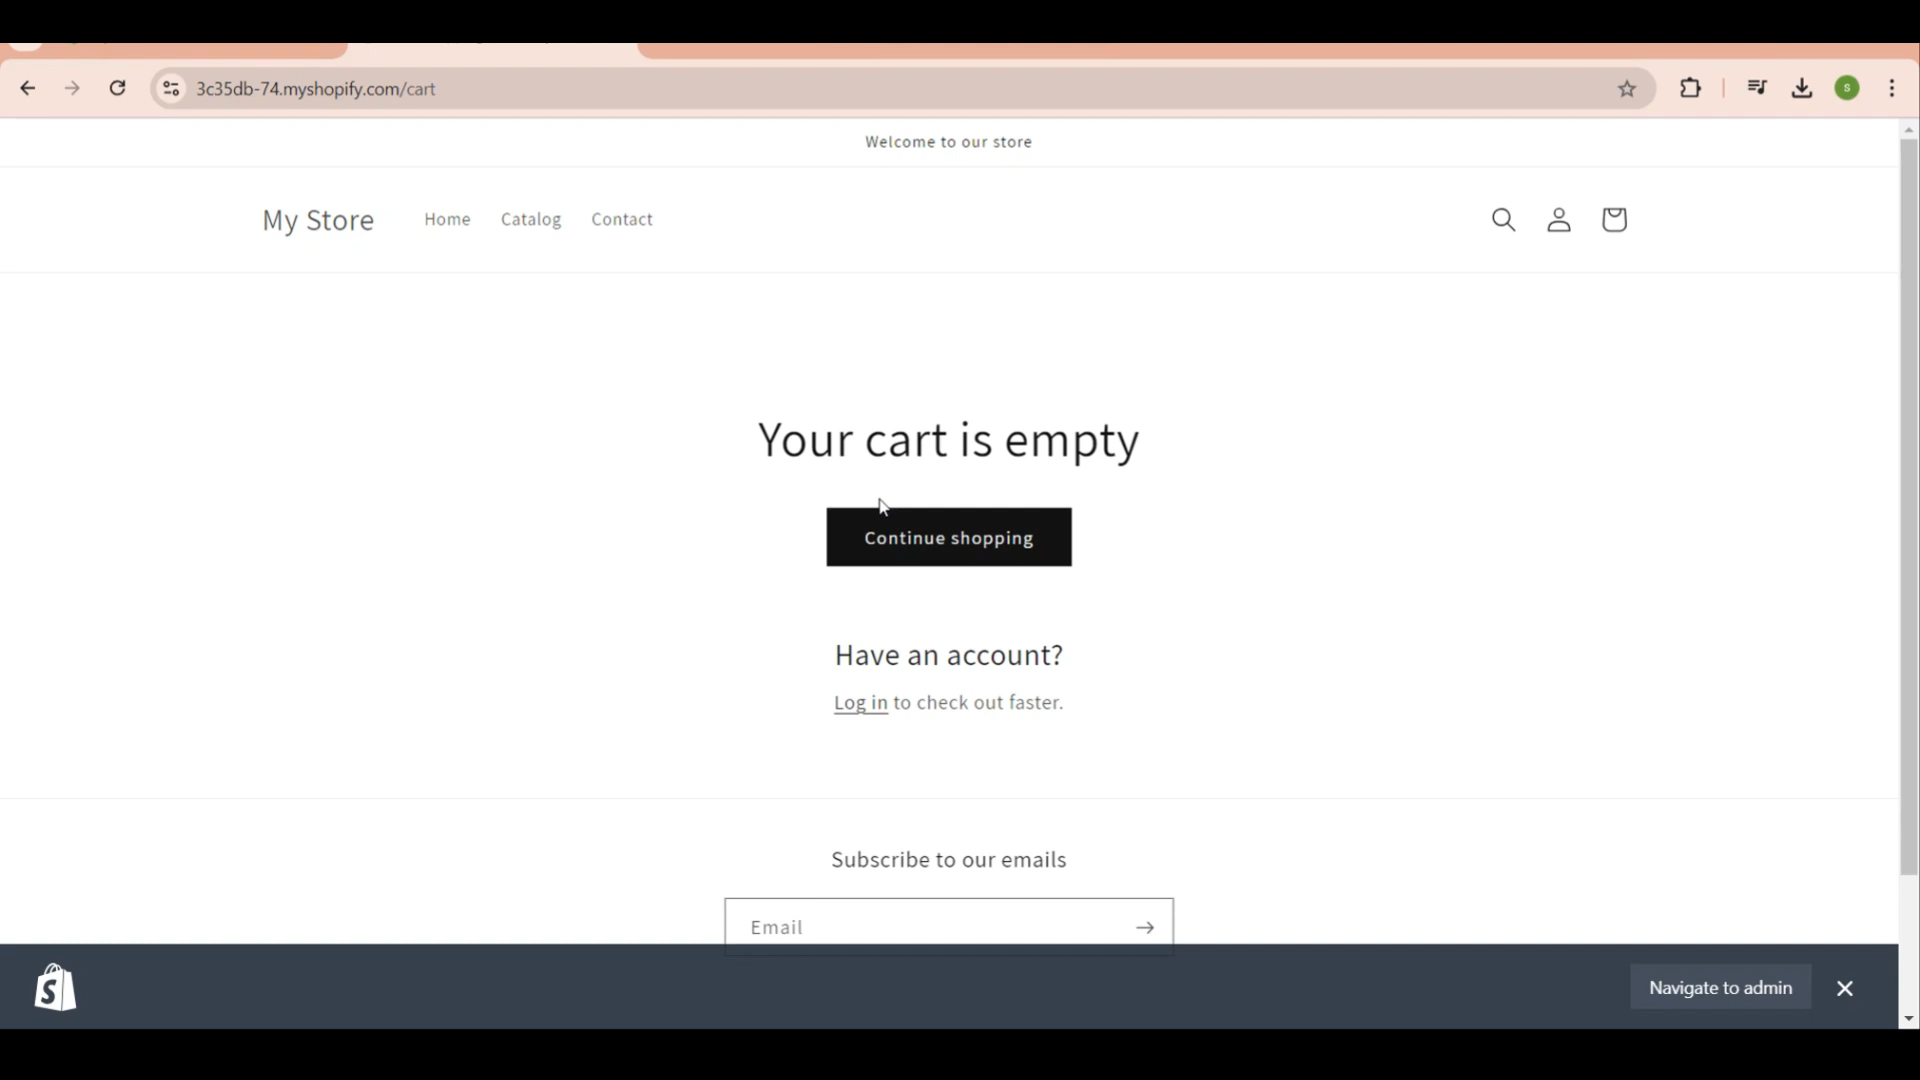 3c35db-74.myshopify.com/cart
S
Welcome to our store
My Store Home Catalog Contact
Your cart is empty
Continue shopping
Have an account?
Log in to check out faster.
Subscribe to our emails
Email
S
Navigate to admin